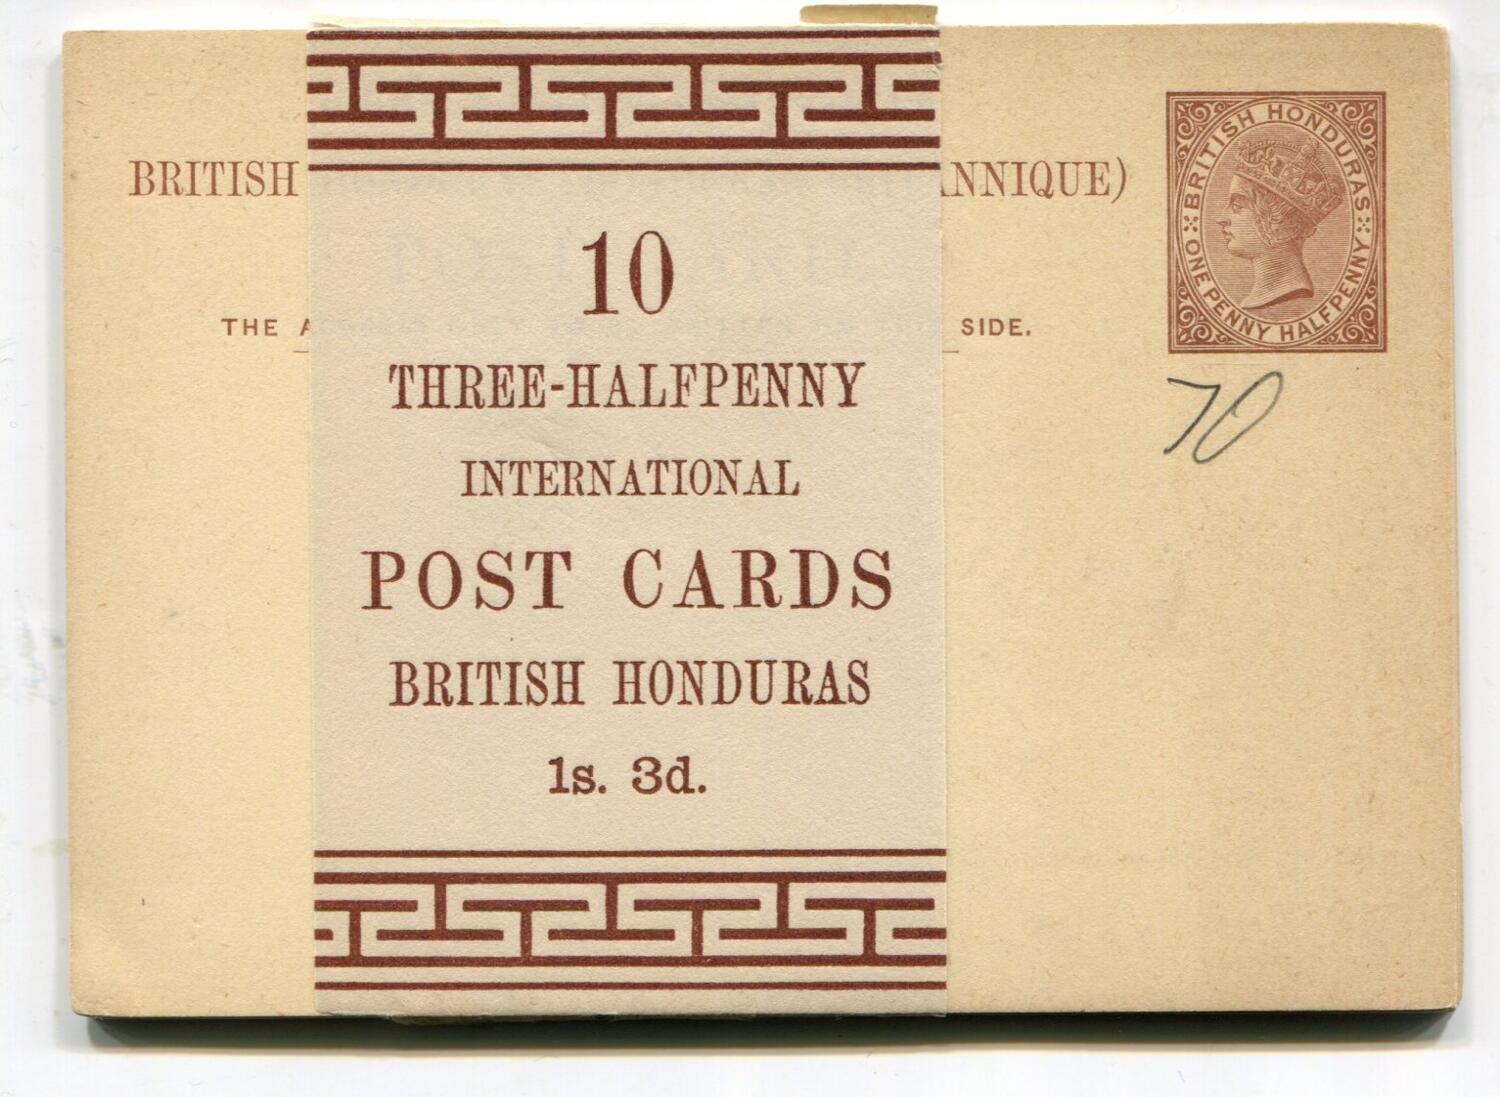 BRITISH HONDURAS
ONE PENNY HALFPENNY
BRITISH NNIQUE)
THE A SIDE.
70
10
THREE-HALFPENNY
INTERNATIONAL
POST CARDS
BRITISH HONDURAS
1s. 3d.